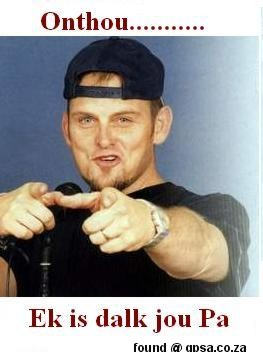 Onthou...........
Ek is dalk jou Pa
found @ gpsa.co.za